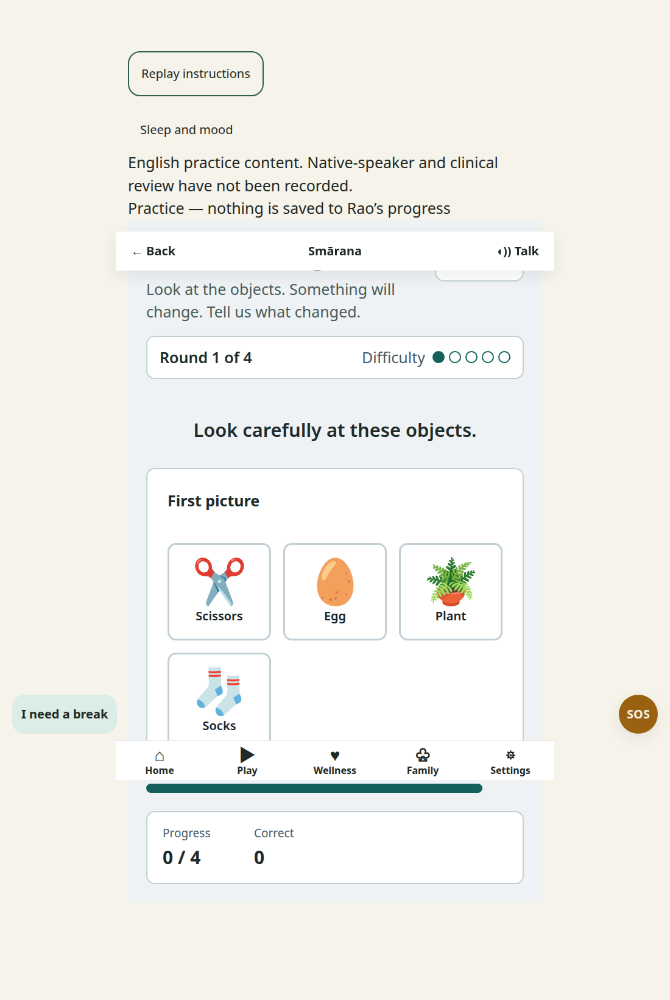 Replay instructions
Sleep and mood
English practice content. Native-speaker and clinical
review have not been recorded.
Practice — nothing is saved to Rao’s progress
← Back
Smārana
Talk
Look at the objects. Something will
change. Tell us what changed.
Round 1 of 4
Difficulty
Look carefully at these objects.
First picture
Scissors
Egg
Plant
Socks
I need a break
SOS
Home
Play
Wellness
Family
Settings
Progress
Correct
0 / 4
0